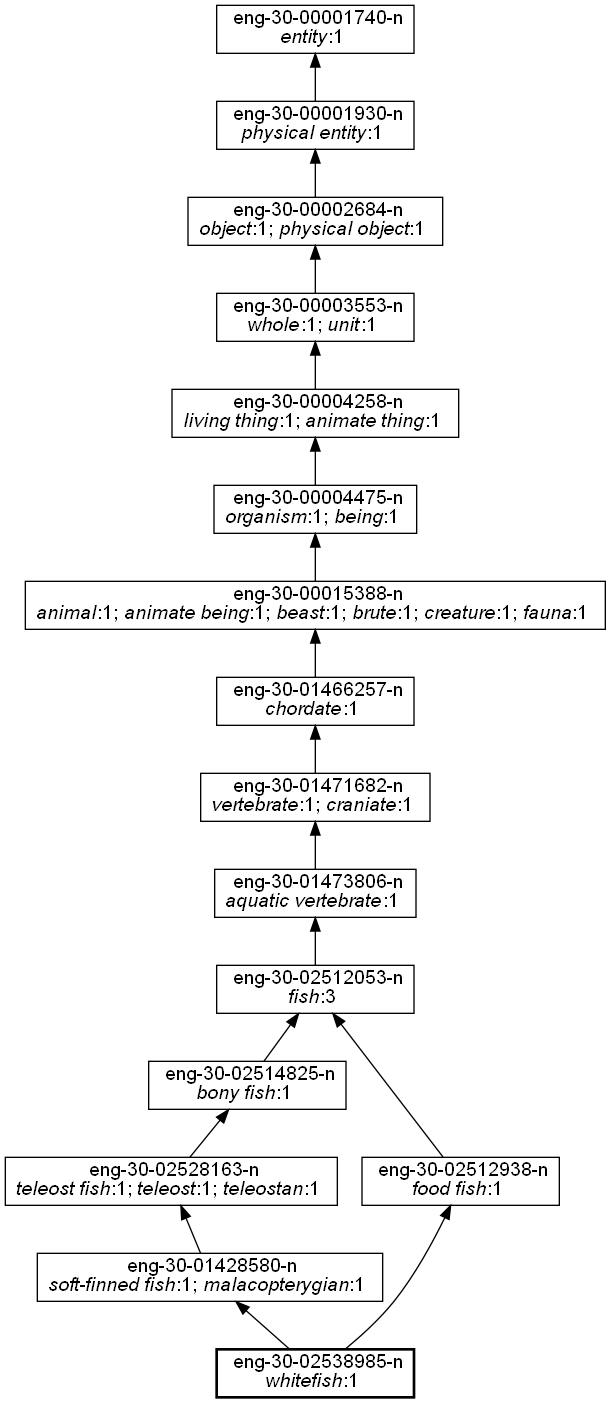 eng-30-00001740-n
entity:1
eng-30-00001930-n
physical entity:1
eng-30-00002684-n
object:1; physical object:1
eng-30-00003553-n
whole:1; unit:1
eng-30-00004258-n
living thing:1; animate thing:1
eng-30-00004475-n
organism:1; being:1
eng-30-00015388-n
animal:1; animate being:1; beast:1; brute:1; creature:1; fauna:1
eng-30-01466257-n
chordate:1
eng-30-01471682-n
vertebrate:1; craniate:1
eng-30-01473806-n
aquatic vertebrate:1
eng-30-02512053-n
fish:3
eng-30-02514825-n
bony fish:1
eng-30-02528163-n
teleost fish:1; teleost:1; teleostan:1
eng-30-02512938-n
food fish:1
eng-30-01428580-n
soft-finned fish:1; malacopterygian:1
eng-30-02538985-n
whitefish:1